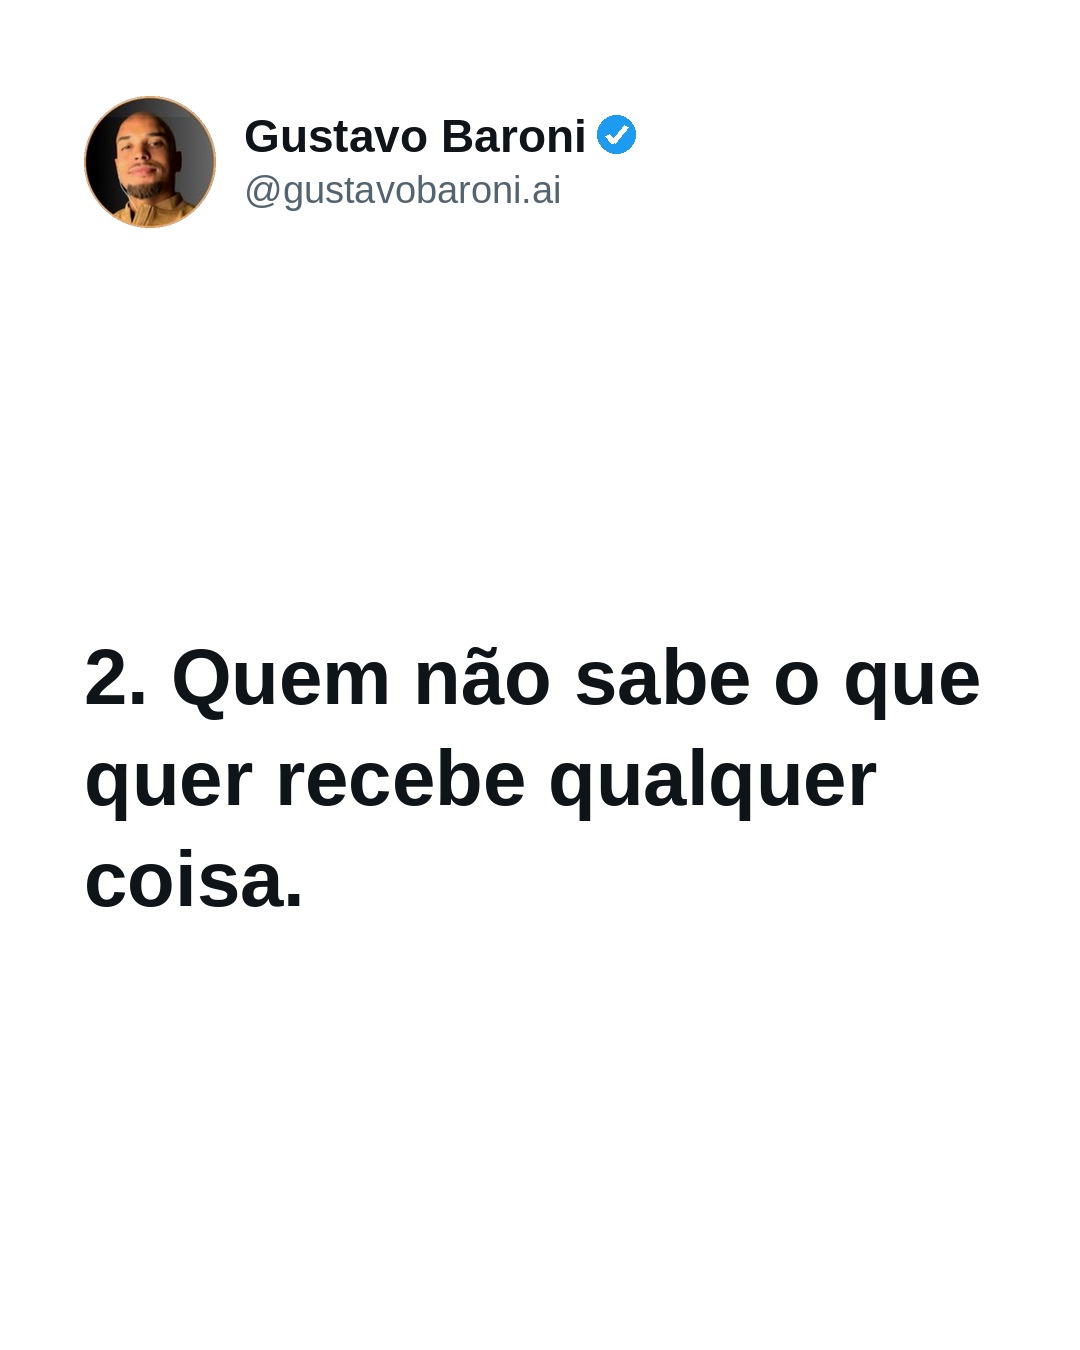 Gustavo Baroni
@gustavobaroni.ai
2. Quem não sabe o que
quer recebe qualquer
coisa.